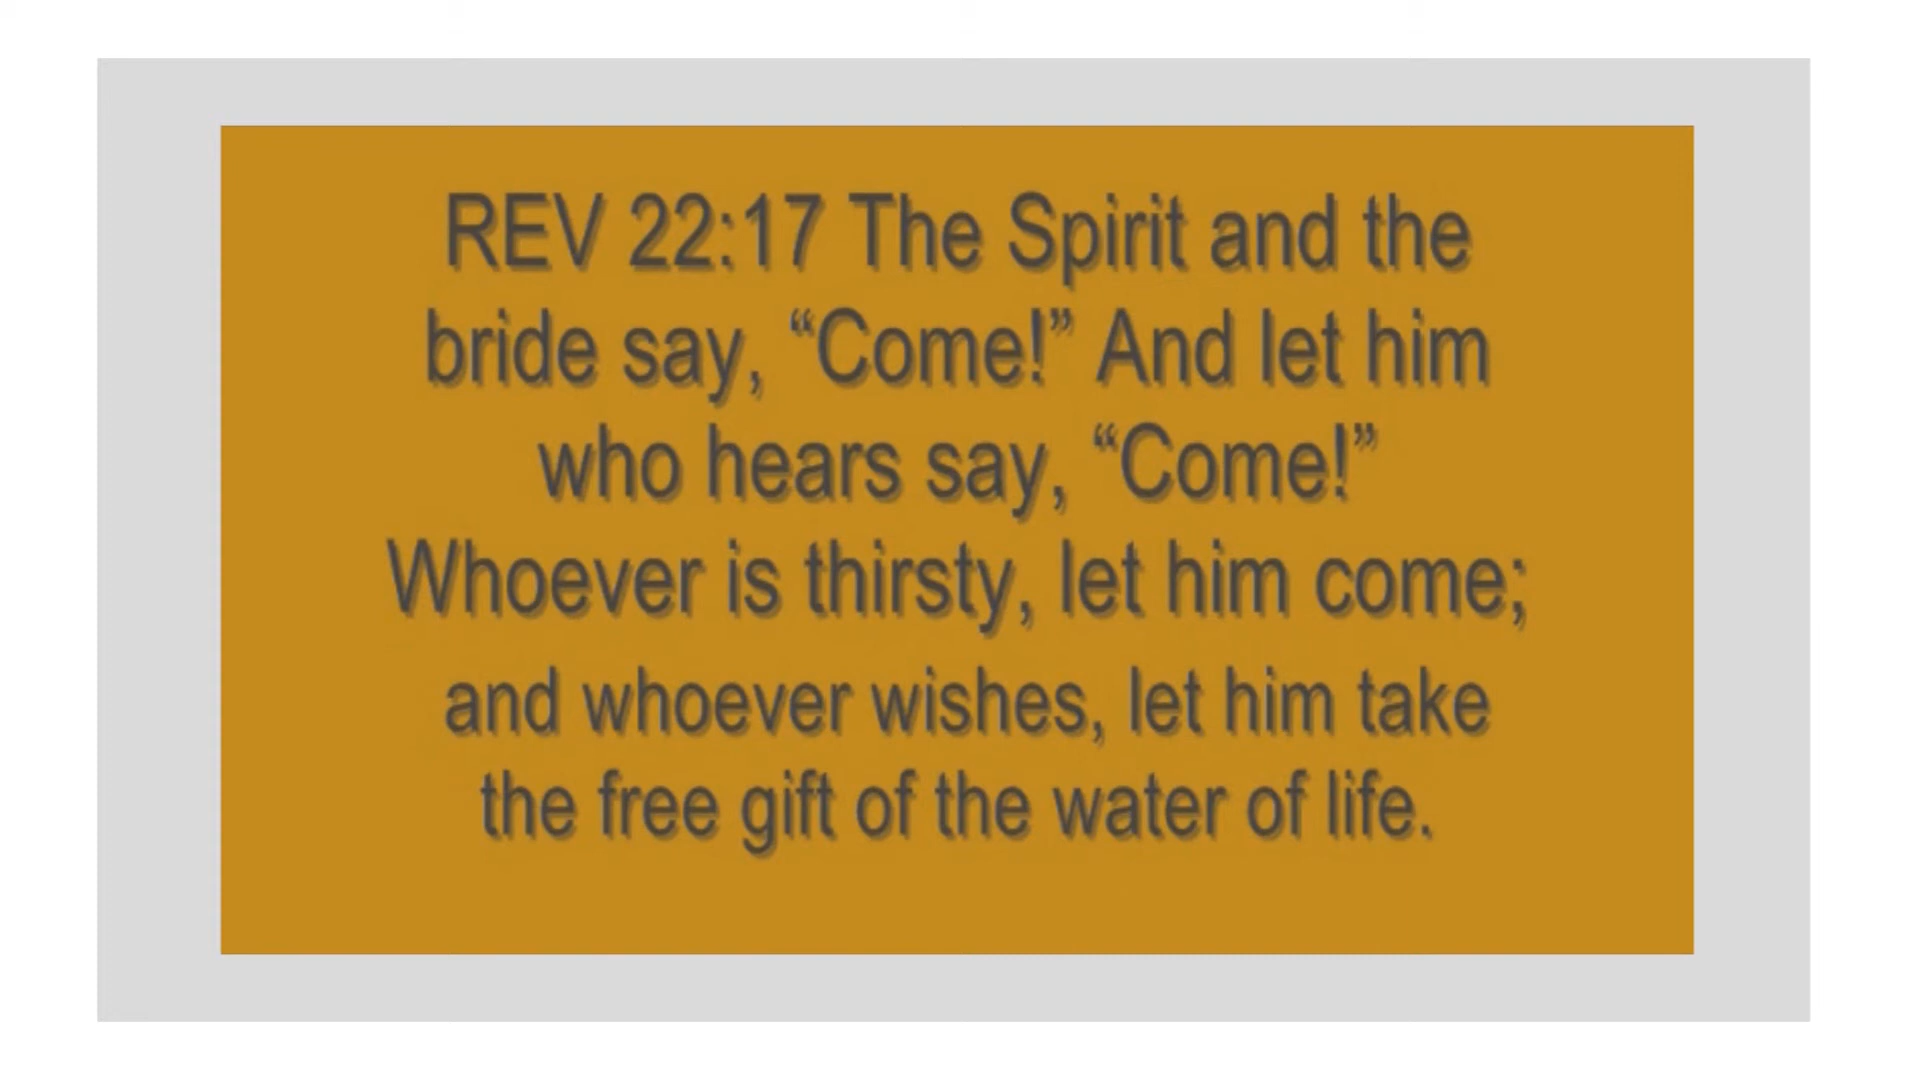 REV 22:17 The Spirit and the
bride say, “Come!” And let him
who hears say, “Come!”
Whoever is thirsty, let him come;
and whoever wishes, let him take
the free gift of the water of life.